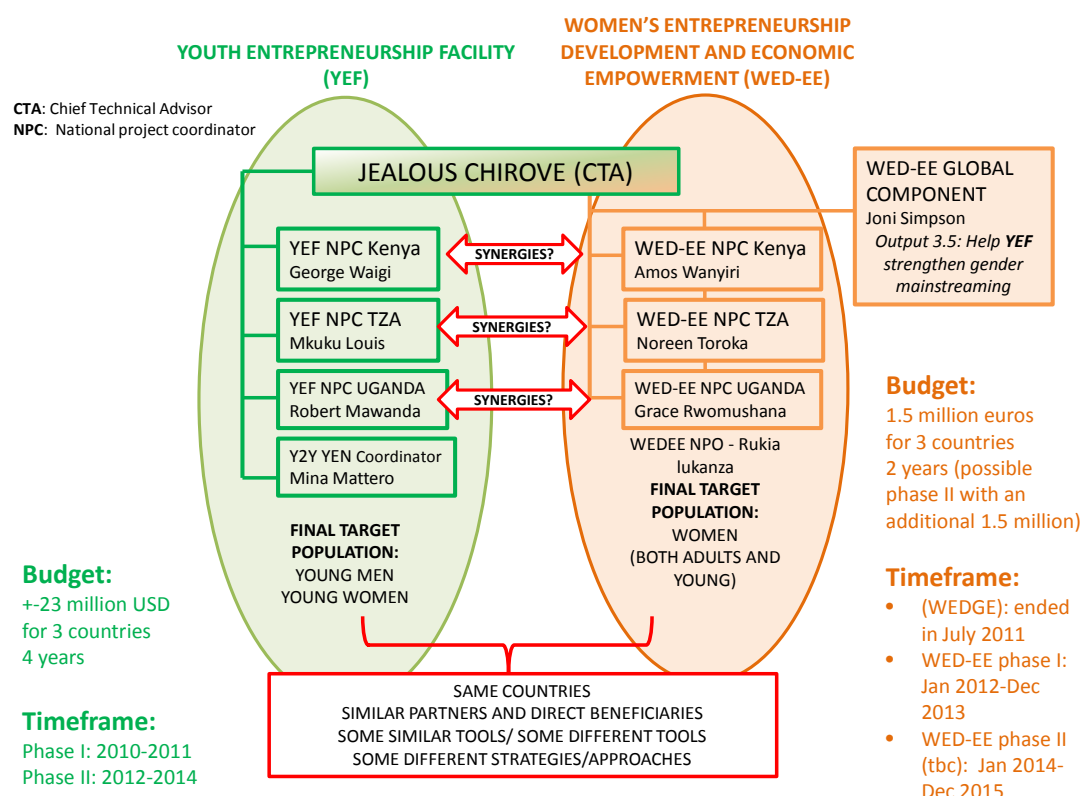 YOUTH ENTREPRENEURSHIP FACILITY
(YEF)
WOMEN'S ENTREPRENEURSHIP
DEVELOPMENT AND ECONOMIC
EMPOWERMENT (WED-EE)
CTA: Chief Technical Advisor
NPC:  National project coordinator
JEALOUS CHIROVE (CTA)
WED-EE GLOBAL
COMPONENT
Joni Simpson
Output 3.5: Help YEF
strengthen gender
mainstreaming
YEF NPC Kenya
George Waigi
SYNERGIES?
WED-EE NPC Kenya
Amos Wanyiri
YEF NPC TZA
Mkuku Louis
SYNERGIES?
WED-EE NPC TZA
Noreen Toroka
YEF NPC UGANDA
Robert Mawanda
SYNERGIES?
WED-EE NPC UGANDA
Grace Rwomushana
Y2Y YEN Coordinator
Mina Mattero
WEDEE NPO - Rukia
lukanza
FINAL TARGET
POPULATION:
YOUNG MEN
YOUNG WOMEN
FINAL TARGET
POPULATION:
WOMEN
(BOTH ADULTS AND
YOUNG)
Budget:
+-23 million USD
for 3 countries
4 years
Timeframe:
Phase I: 2010-2011
Phase II: 2012-2014
SAME COUNTRIES
SIMILAR PARTNERS AND DIRECT BENEFICIARIES
SOME SIMILAR TOOLS/ SOME DIFFERENT TOOLS
SOME DIFFERENT STRATEGIES/APPROACHES
Budget:
1.5 million euros
for 3 countries
2 years (possible
phase II with an
additional 1.5 million)
Timeframe:
• (WEDGE): ended
in July 2011
• WED-EE phase I:
Jan 2012-Dec
2013
• WED-EE phase II
(tbc):  Jan 2014-
Dec 2015